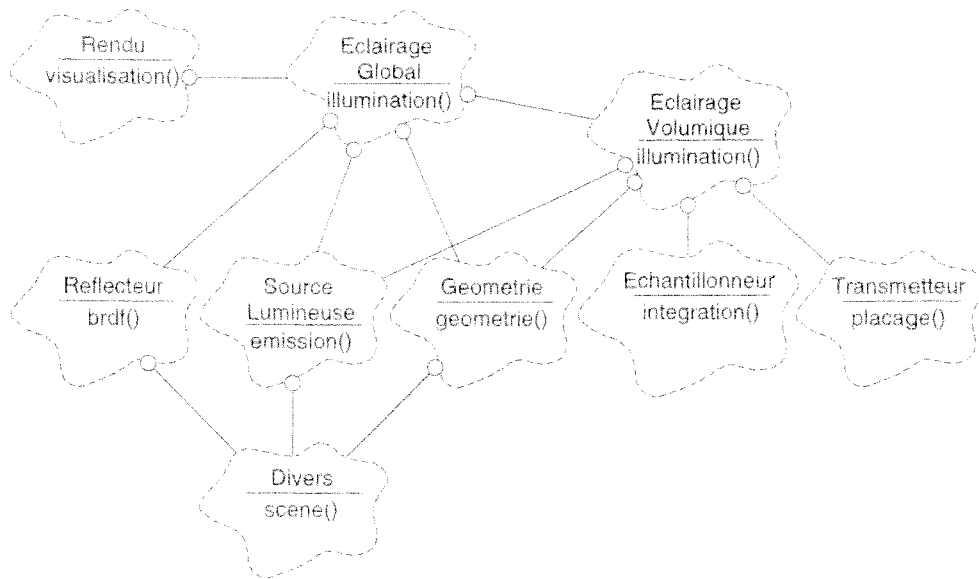 Rendu
visualisation()
Eclairage
Global
illumination()
Eclairage
Volumique
illumination()
Reflecteur
brdf()
Source
Lumineuse
emission()
Geometrie
geometrie()
Echantillonneur
integration()
Transmetteur
placage()
Divers
scene()